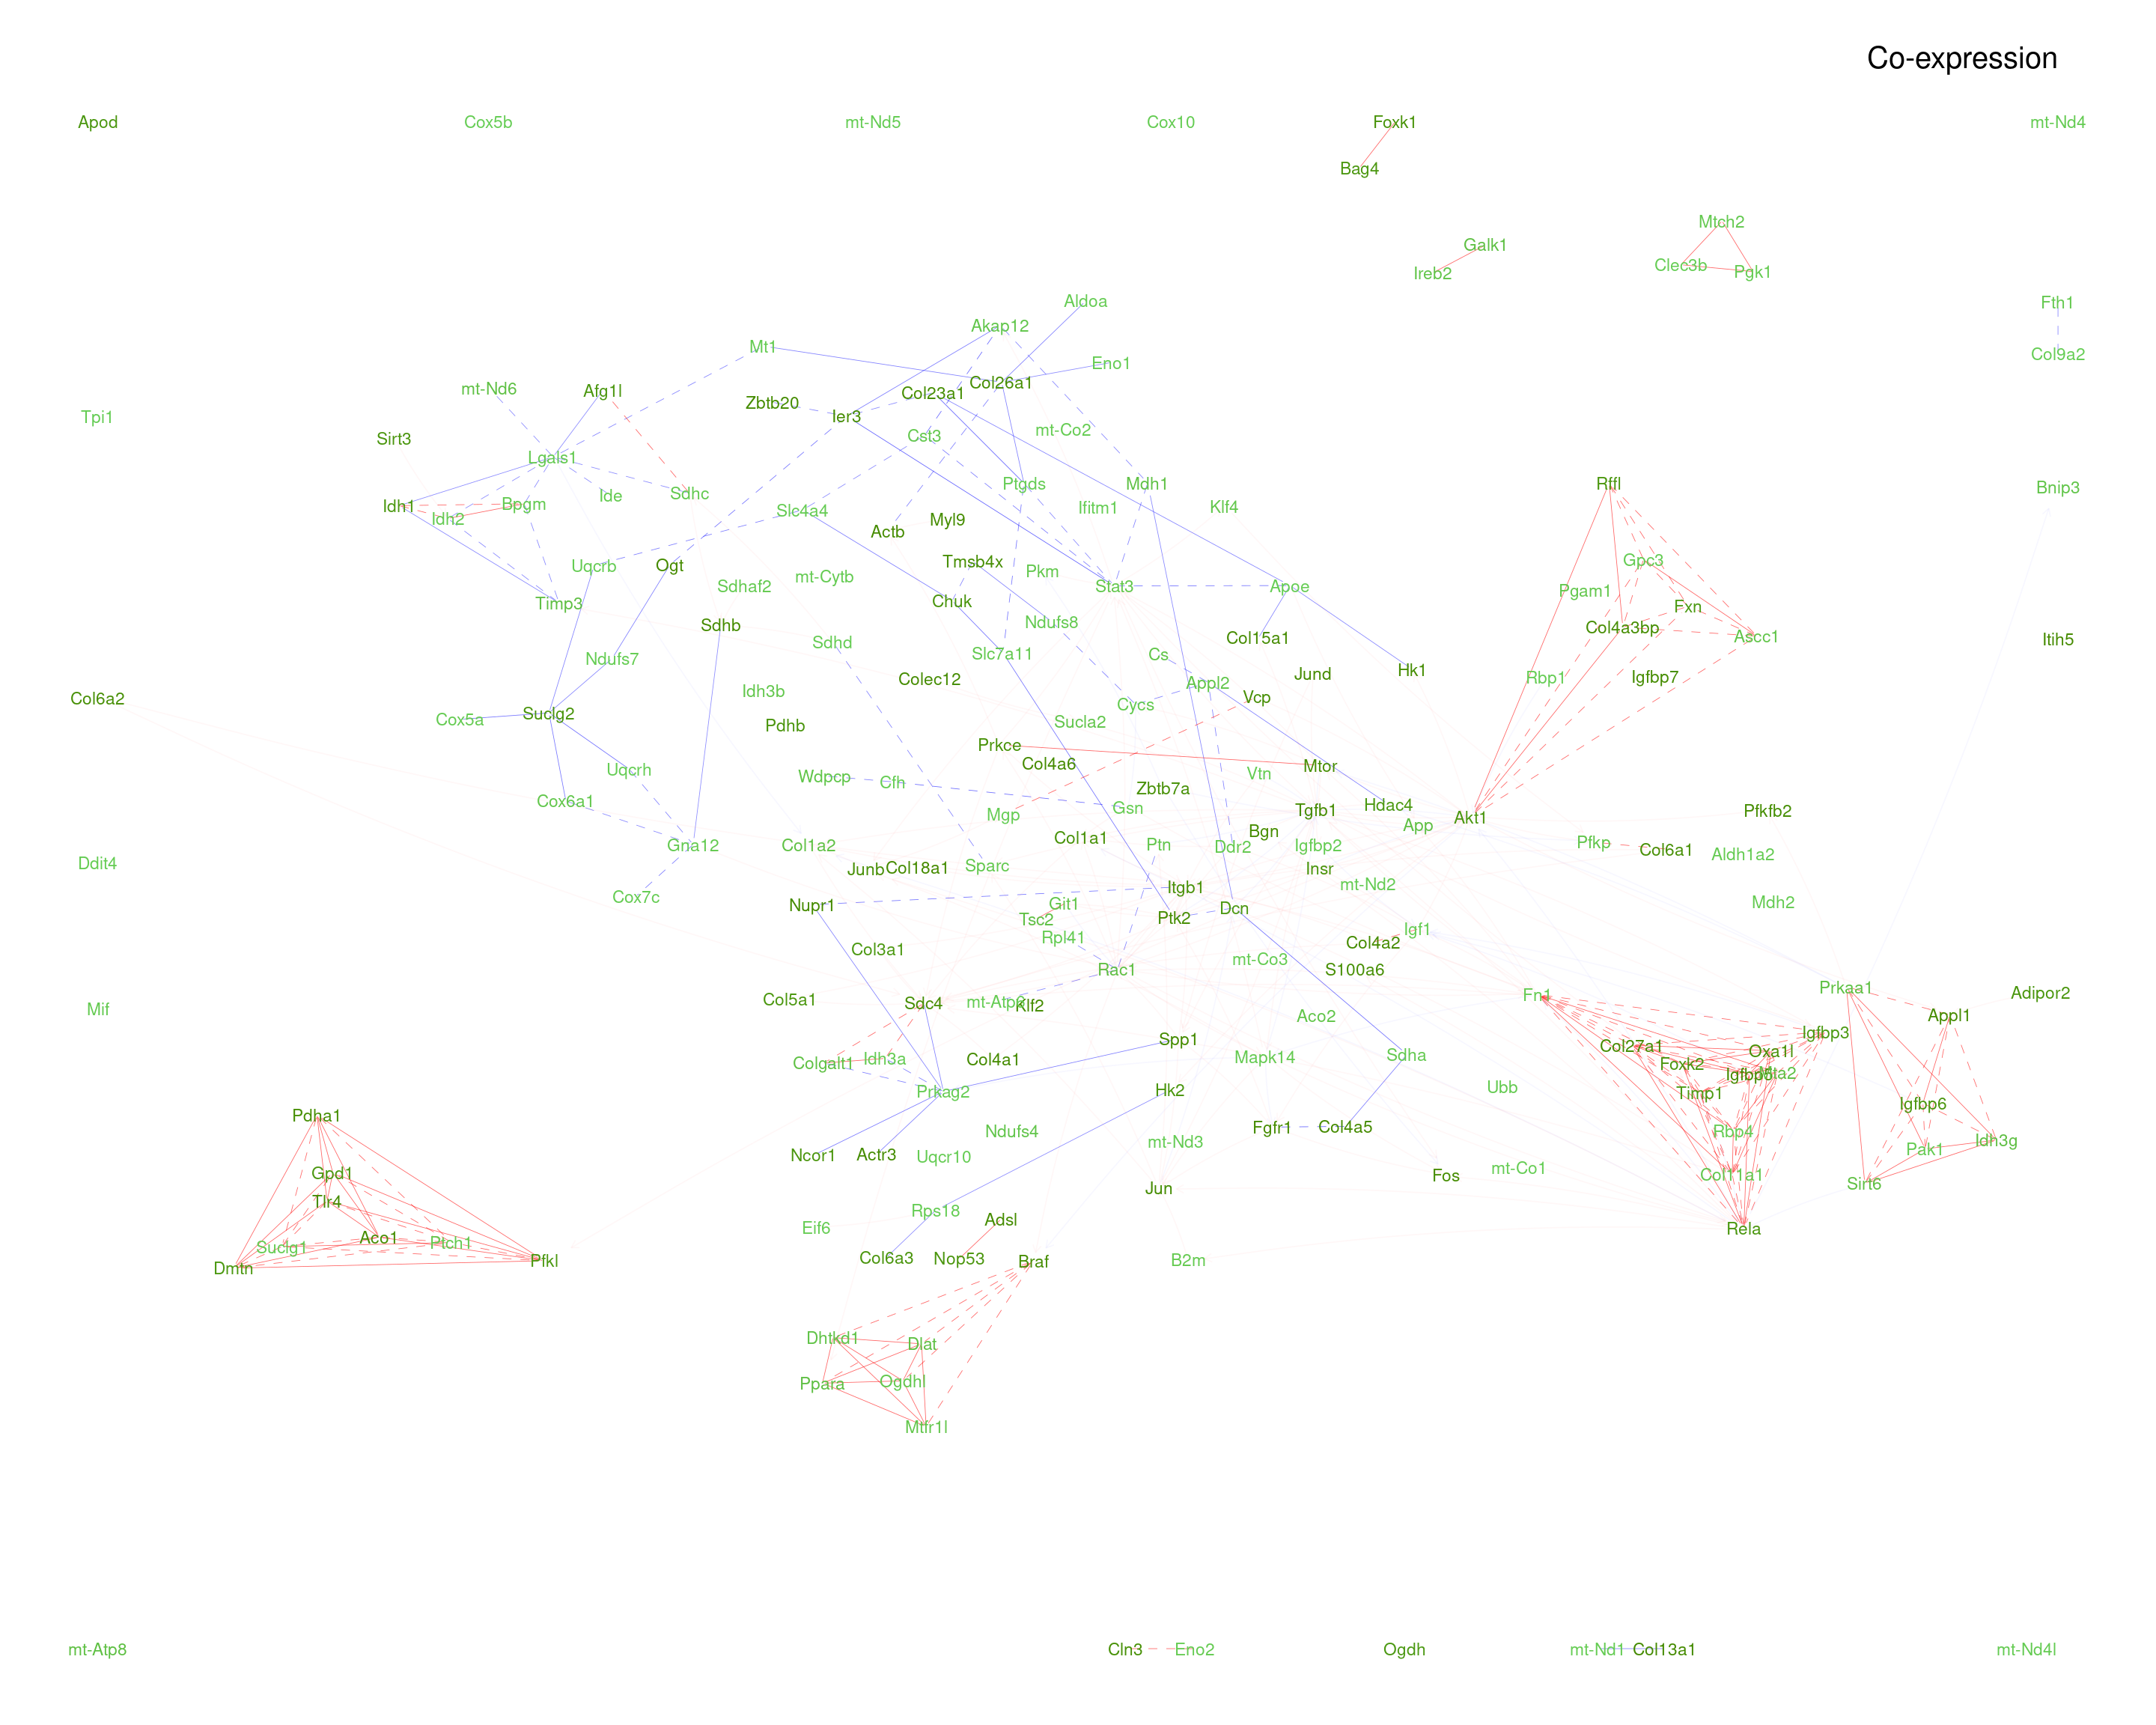 Co-expression
Apod
Cox5b
mt-Nd5
Cox10
Foxk1
mt-Nd4
Bag4
Mtch2
Galk1
Clec3b
Pgk1
Ireb2
Aldoa
Fth1
Akap12
Mt1
Col9a2
Eno1
Col26a1
mt-Nd6
Afg1l
Col23a1
Zbtb20
Ier3
Tpi1
mt-Co2
Cst3
Sirt3
Lgals1
Ptgds
Mdh1
Rffl
Bnip3
Sdhc
Ide
Bpgm
Idh1
Klf4
Ifitm1
Slc4a4
Idh2
Myl9
Actb
Gpc3
Tmsb4x
Uqcrb
Ogt
Pkm
mt-Cytb
Sdhaf2
Stat3
Apoe
Pgam1
Chuk
Timp3
Fxn
Ndufs8
Sdhb
Col4a3bp
Ascc1
Col15a1
Itih5
Sdhd
Slc7a11
Cs
Ndufs7
Hk1
Jund
Igfbp7
Rbp1
Colec12
Appl2
Idh3b
Vcp
Col6a2
Cycs
Suclg2
Cox5a
Sucla2
Pdhb
Prkce
Col4a6
Mtor
Uqcrh
Vtn
Wdpcp
Cfh
Zbtb7a
Cox6a1
Hdac4
Gsn
Tgfb1
Pfkfb2
Mgp
Akt1
App
Bgn
Col1a1
Pfkp
Gna12
Col1a2
Ptn
Ddr2
Igfbp2
Col6a1
Aldh1a2
Ddit4
Sparc
Junb
Col18a1
Insr
mt-Nd2
Itgb1
Cox7c
Mdh2
Nupr1
Git1
Dcn
Ptk2
Tsc2
Igf1
Rpl41
Col4a2
Col3a1
mt-Co3
Rac1
S100a6
Prkaa1
Adipor2
Fn1
Col5a1
Sdc4
Klf2
Mif
Aco2
Appl1
Igfbp3
Spp1
Col27a1
Oxa1l
Sdha
Mapk14
Idh3a
Col4a1
Colgalt1
Foxk2
Igfbp5
Ubb
Hk2
Prkag2
Timp1
Igfbp6
Pdha1
Fgfr1
Col4a5
Ndufs4
Rbp4
Idh3g
mt-Nd3
Pak1
Ncor1
Actr3
Uqcr10
mt-Co1
Gpd1
Fos
Col11a1
Sirt6
Jun
Tlr4
Rps18
Adsl
Eif6
Rela
Aco1
Ptch1
Suclg1
Col6a3
Nop53
Braf
B2m
Pfkl
Dmtn
Dhtkd1
Dlat
Ogdhl
Ppara
Mtfr1l
mt-Atp8
Cln3
Eno2
Ogdh
mt-Nd1
Col13a1
mt-Nd4l